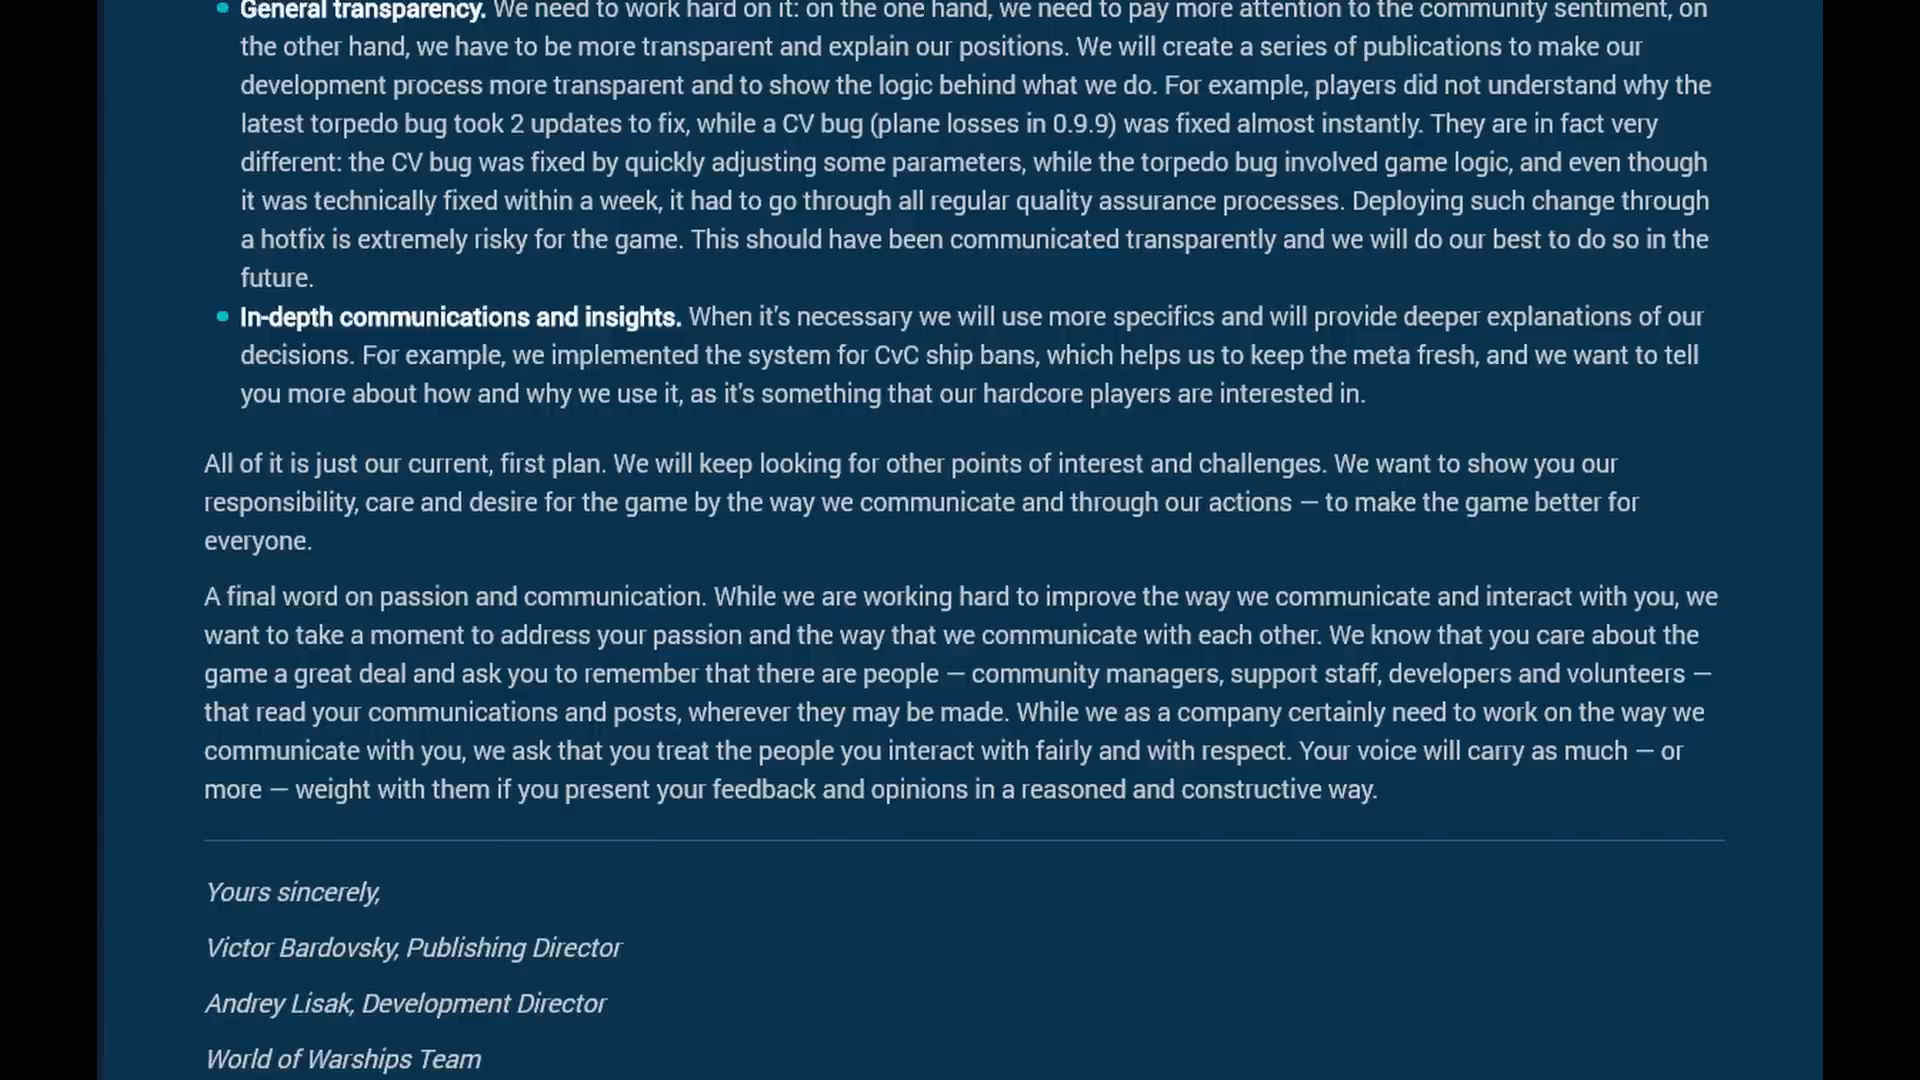 General transparency. We need to work hard on it: on the one hand, we need to pay more attention to the community sentiment, on
the other hand, we have to be more transparent and explain our positions. We will create a series of publications to make our
development process more transparent and to show the logic behind what we do. For example, players did not understand why the
latest torpedo bug took 2 updates to fix, while a CV bug (plane losses in 0.9.9) was fixed almost instantly. They are in fact very
different: the CV bug was fixed by quickly adjusting some parameters, while the torpedo bug involved game logic, and even though
it was technically fixed within a week, it had to go through all regular quality assurance processes. Deploying such change through
a hotfix is extremely risky for the game. This should have been communicated transparently and we will do our best to do so in the
future.
In-depth communications and insights. When it's necessary we will use more specifics and will provide deeper explanations of our
decisions. For example, we implemented the system for CvC ship bans, which helps us to keep the meta fresh, and we want to tell
you more about how and why we use it, as it's something that our hardcore players are interested in.
All of it is just our current, first plan. We will keep looking for other points of interest and challenges. We want to show you our
responsibility, care and desire for the game by the way we communicate and through our actions — to make the game better for
everyone.
A final word on passion and communication. While we are working hard to improve the way we communicate and interact with you, we
want to take a moment to address your passion and the way that we communicate with each other. We know that you care about the
game a great deal and ask you to remember that there are people — community managers, support staff, developers and volunteers —
that read your communications and posts, wherever they may be made. While we as a company certainly need to work on the way we
communicate with you, we ask that you treat the people you interact with fairly and with respect. Your voice will carry as much — or
more — weight with them if you present your feedback and opinions in a reasoned and constructive way.
Yours sincerely,
Victor Bardovsky, Publishing Director
Andrey Lisak, Development Director
World of Warships Team